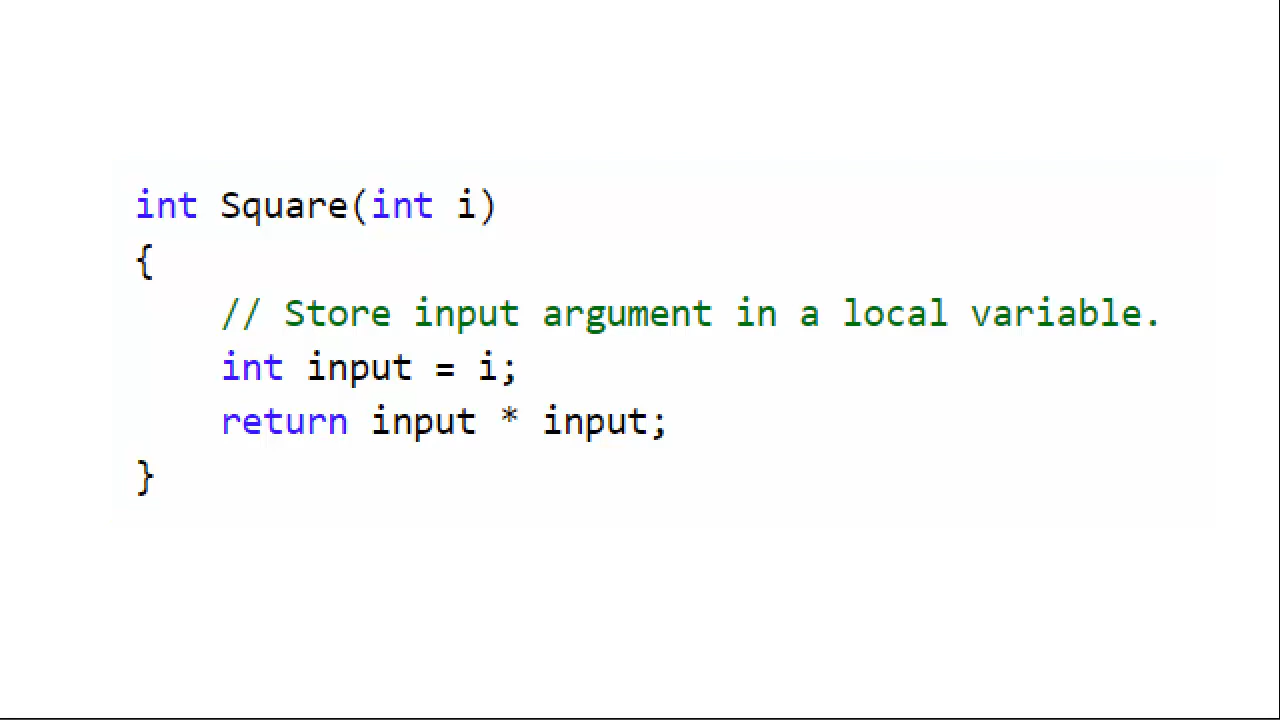 int Square(int i)
{
    // Store input argument in a local variable.
    int input = i;
    return input * input;
}